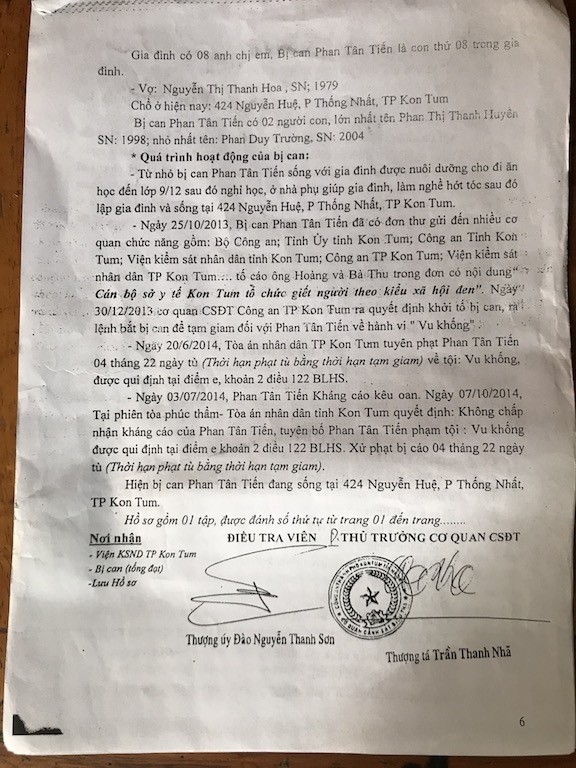 Gia đình có 08 anh chị em. Bị can Phan Tân Tiến là con thứ 08 trong gia
đình.
- Vợ: Nguyễn Thị Thanh Hoa , SN; 1979
Chỗ ở hiện nay: 424 Nguyễn Huệ, P Thống Nhất, TP Kon Tum
Bị can Phan Tân Tiến có 02 người con, lớn nhất tên Phan Thị Thanh Huyền
SN: 1998; nhỏ nhất tên: Phan Duy Trường, SN: 2004
* Quá trình hoạt động của bị can:
- Từ nhỏ bị can Phan Tân Tiến sống với gia đình được nuôi dưỡng cho đi ăn
học đến lớp 9/12 sau đó nghỉ học, ở nhà phụ giúp gia đình, làm nghề hớt tóc sau đó
lập gia đình và sống tại 424 Nguyễn Huệ, P Thống Nhất, TP Kon Tum.
- Ngày 25/10/2013, Bị can Phan Tân Tiến đã có đơn thư gửi đến nhiều cơ
quan chức năng gồm: Bộ Công an; Tỉnh Ủy tỉnh Kon Tum; Công an Tỉnh Kon
Tum; Viện kiểm sát nhân dân tỉnh Kon Tum; Công an TP Kon Tum; Viện kiểm sát
nhân dân TP Kon Tum.... tố cáo ông Hoàng và Bà Thu trong đơn có nội dung"
Cán bộ sở y tế Kon Tum tổ chức giết người theo kiểu xã hội đen". Ngày
30/12/2013 cơ quan CSĐT Công an TP Kon Tum ra quyết định khởi tố bị can, ra
lệnh bắt bị can để tạm giam đối với Phan Tân Tiến về hành vi " Vu khống" .
- Ngày 20/6/2014, Tòa án nhân dân TP Kon Tum tuyên phạt Phan Tân Tiến
04 tháng 22 ngày tù (Thời hạn phạt tù bằng thời hạn tạm giam) về tội: Vu khống,
được qui định tại điểm e, khoản 2 điều 122 BLHS.
- Ngày 03/07/2014, Phan Tân Tiến Kháng cáo kêu oan. Ngày 07/10/2014,
Tại phiên tòa phúc thẩm- Tòa án nhân dân tỉnh Kon Tum quyết định: Không chấp
nhận kháng cáo của Phan Tân Tiến, tuyên bố Phan Tân Tiến phạm tội : Vu khống
được qui định tại điểm e khoản 2 điều 122 BLHS. Xử phạt bị cáo 04 tháng 22 ngày
tù (Thời hạn phạt tù bằng thời hạn tạm giam).
Hiện bị can Phan Tân Tiến đang sống tại 424 Nguyễn Huệ, P Thống Nhất,
TP Kon Tum.
Hồ sơ gồm 01 tập, được đánh số thứ tự từ trang 01 đến trang........
Nơi nhận ĐIỀU TRA VIÊN P. THỦ TRƯỞNG CƠ QUAN CSĐT
- Viện KSND TP Kon Tum
- Bị can (tống đạt)
-Lưu Hồ sơ
Thượng úy Đào Nguyễn Thanh Sơn
Thượng tá Trần Thanh Nhã
6